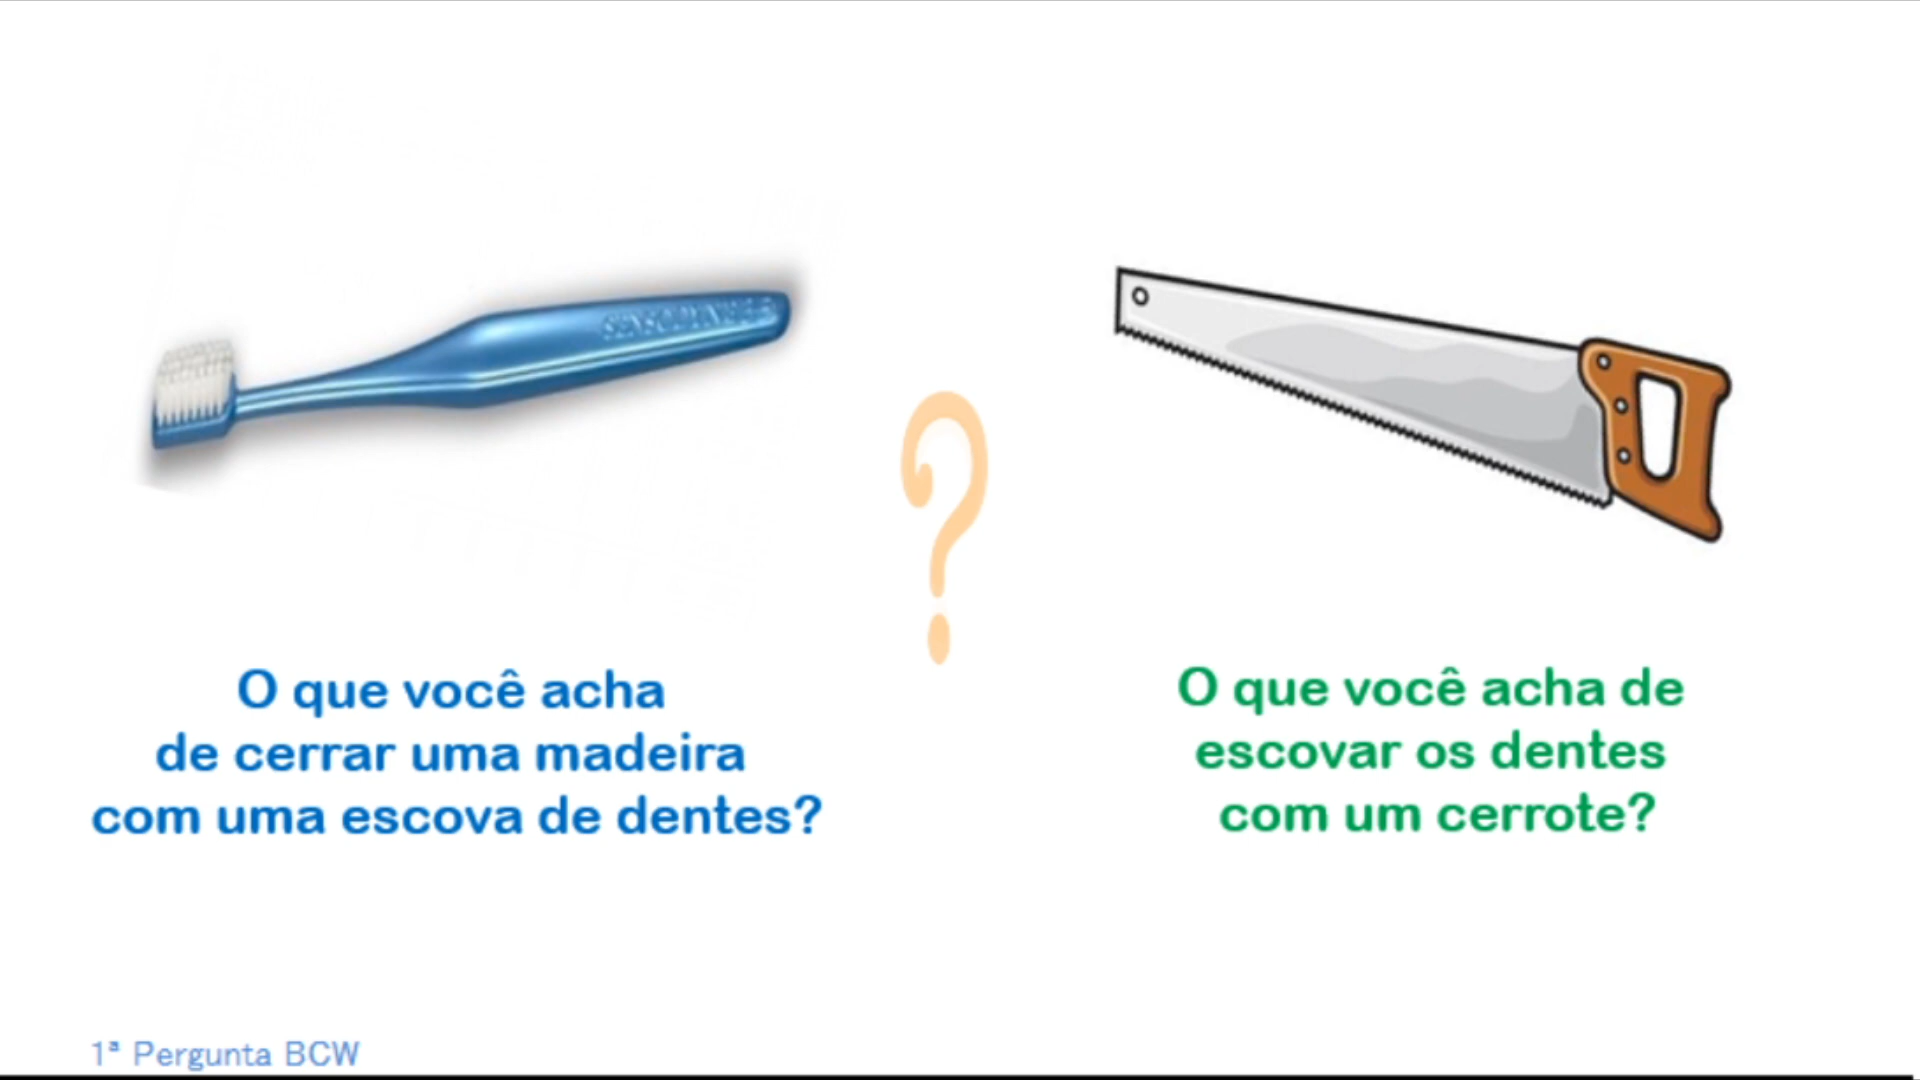 O que você acha
de cerrar uma madeira
com uma escova de dentes?
O que você acha de
escovar os dentes
com um cerrote?
1ª Pergunta BCW